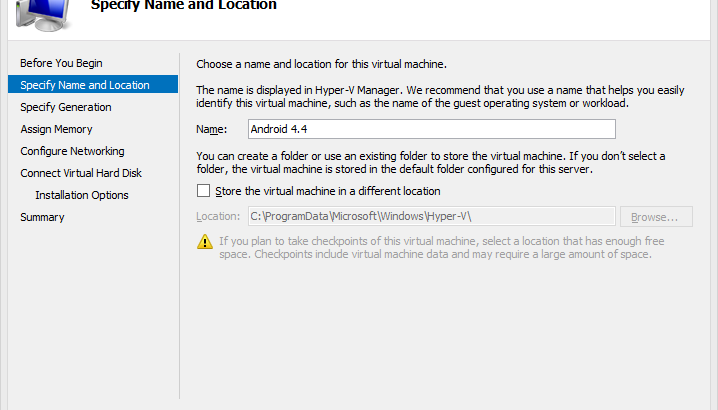 Specify Name and Location
Before You Begin
Specify Name and Location
Specify Generation
Assign Memory
Configure Networking
Connect Virtual Hard Disk
Installation Options
Summary
Choose a name and location for this virtual machine.
The name is displayed in Hyper-V Manager. We recommend that you use a name that helps you easily
identify this virtual machine, such as the name of the guest operating system or workload.
Name: Android 4.4
You can create a folder or use an existing folder to store the virtual machine. If you don't select a
folder, the virtual machine is stored in the default folder configured for this server.
Store the virtual machine in a different location
Location: C:\ProgramData\Microsoft\Windows\Hyper-V\ Browse...
If you plan to take checkpoints of this virtual machine, select a location that has enough free
space. Checkpoints include virtual machine data and may require a large amount of space.